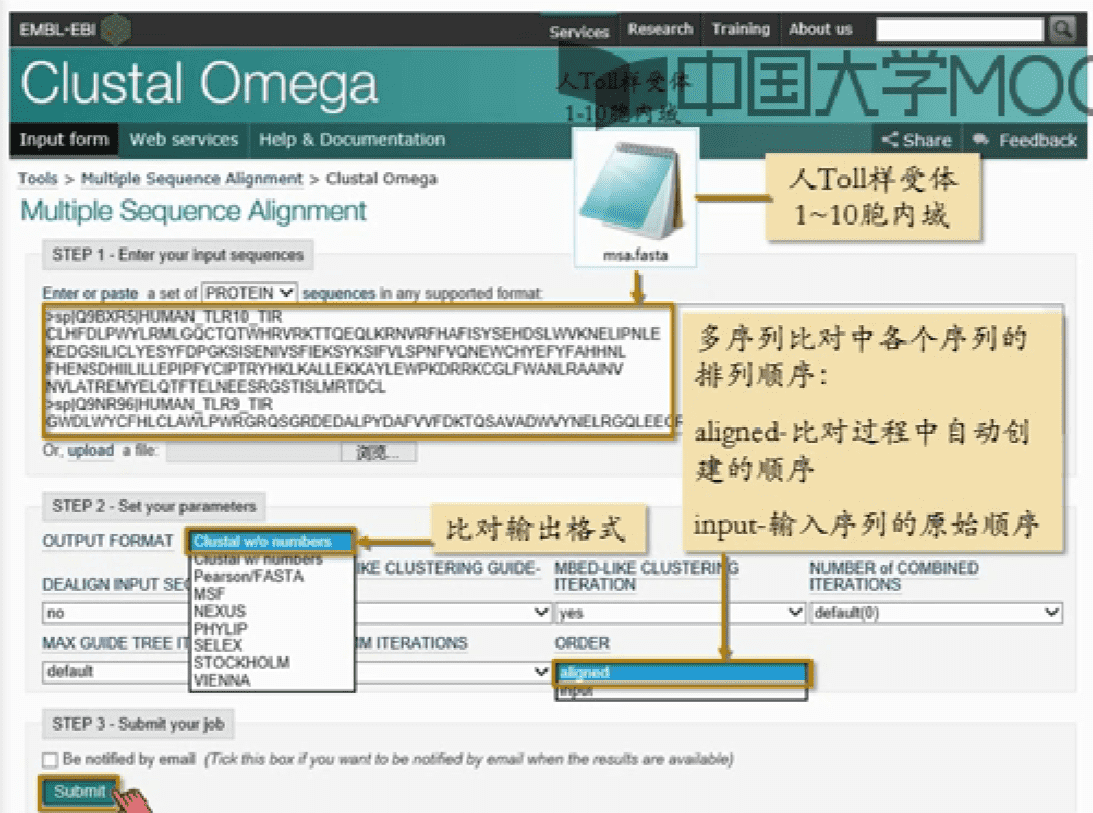 EMBL-EBI
Services Research Training About us
Clustal Omega
人Toll样受体
1-10胞内域
中国大学MOOC
Input form Web services Help & Documentation
Share Feedback
Tools > Multiple Sequence Alignment > Clustal Omega
Multiple Sequence Alignment
msa.fasta
人Toll样受体
1~10胞内域
STEP 1 - Enter your input sequences
Enter or paste a set of PROTEIN sequences in any supported format:
>sp|Q9BXR5|HUMAN_TLR10_TIR
CLHFDLPWYLRMLGQCTQTWHRVRKTTQEQLKRNVRFHAFISYSEHDSLWVKNELIPNLE
KEDGSILICLYESYFDPGKSISENIVSFIEKSYKSIFVLSPNFVQNEWCHYEFYFAHHNL
FHENSDHIILILLEPIPFYCIPTRYHKLKALLEKKAYLEWPKDRRKCGLFWANLRAAINV
NVLATREMYELQTFTELNEESRGSTISLMRTDCL
>sp|Q9NR96|HUMAN_TLR9_TIR
GWDLWYCFHLCLAWLPWRGRQSGRDEDALPYDAFVVFDKTQSAVADWVYNELRGQLEEC
Or, upload a file: 浏览...
多序列比对中各个序列的
排列顺序:
aligned-比对过程中自动创
建的顺序
input-输入序列的原始顺序
STEP 2 - Set your parameters
OUTPUT FORMAT
Clustal w/o numbers
Clustal w/ numbers
Pearson/FASTA
MSF
NEXUS
PHYLIP
SELEX
STOCKHOLM
VIENNA
比对输出格式
DEALIGN INPUT SEC
IKE CLUSTERING GUIDE-
MBED-LIKE CLUSTERING
ITERATION
NUMBER of COMBINED
ITERATIONS
no
yes
default(0)
MAX GUIDE TREE IT
M ITERATIONS
ORDER
default
aligned
input
STEP 3 - Submit your job
Be notified by email (Tick this box if you want to be notified by email when the results are available)
Submit